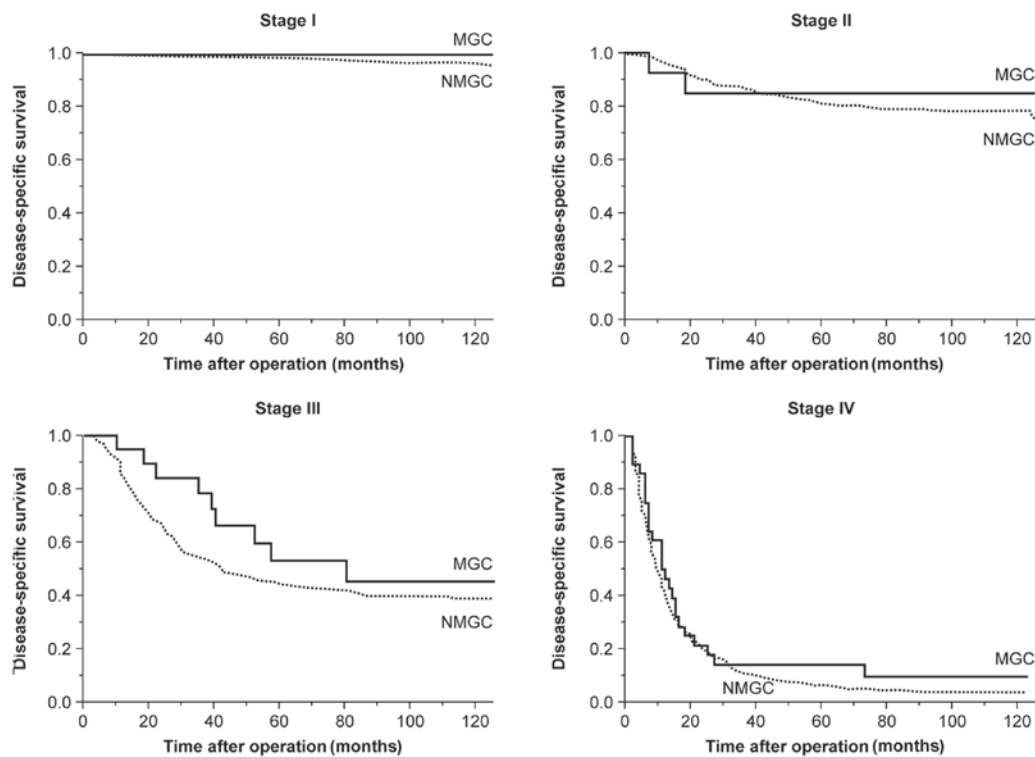 Stage I
MGC
NMGC
1.0
0.8
0.6
0.4
0.2
0.0
Disease-specific survival
0 20 40 60 80 100 120
Time after operation (months)
Stage II
MGC
NMGC
1.0
0.8
0.6
0.4
0.2
0.0
Disease-specific survival
0 20 40 60 80 100 120
Time after operation (months)
Stage III
MGC
NMGC
1.0
0.8
0.6
0.4
0.2
0.0
Disease-specific survival
0 20 40 60 80 100 120
Time after operation (months)
Stage IV
MGC
NMGC
1.0
0.8
0.6
0.4
0.2
0.0
Disease-specific survival
0 20 40 60 80 100 120
Time after operation (months)